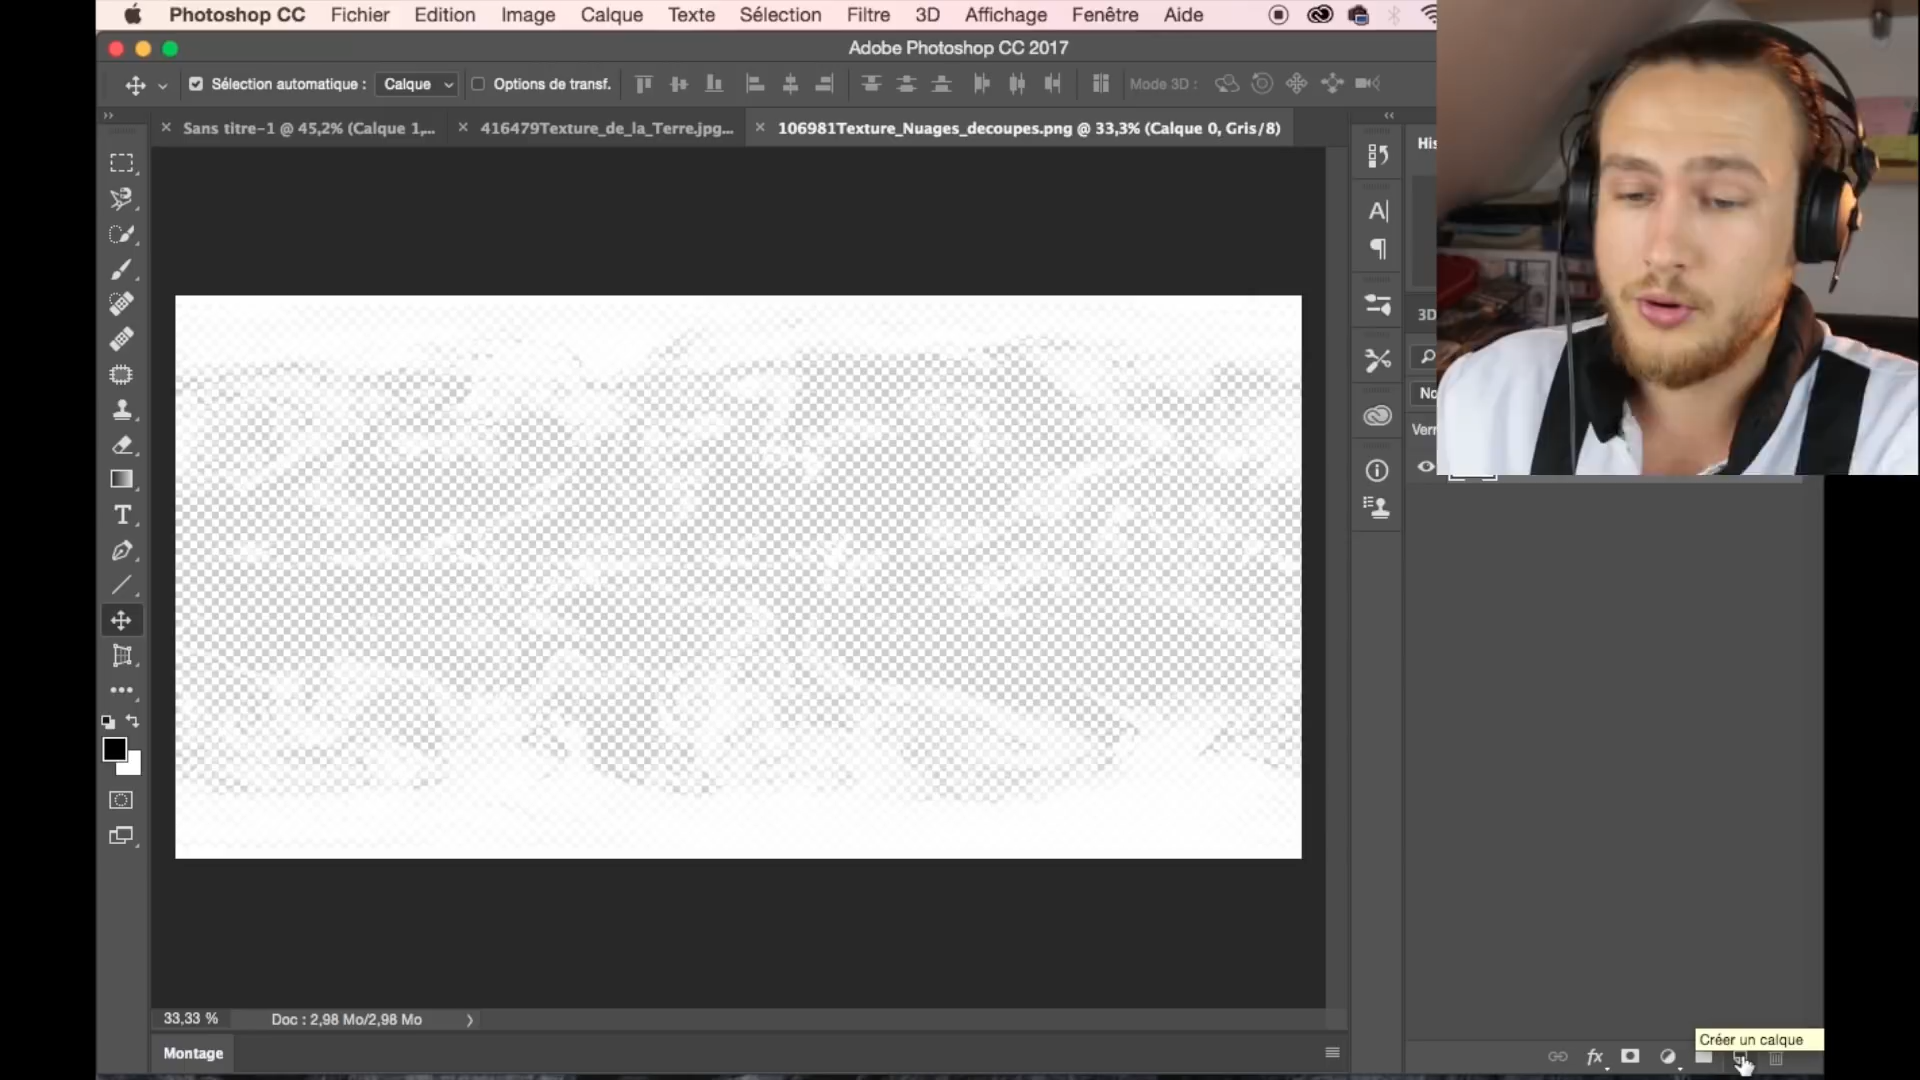 Photoshop CC Fichier Edition Image Calque Texte Sélection Filtre 3D Affichage Fenêtre Aide
Adobe Photoshop CC 2017
Sélection automatique : Calque Options de transf. Mode 3D :
Sans titre-1 @ 45,2% (Calque 1,... 416479Texture_de_la_Terre.jpg... 106981Texture_Nuages_decoupes.png @ 33,3% (Calque 0, Gris/8)
His
3D
No
Verr
33,33 % Doc : 2,98 Mo/2,98 Mo
Créer un calque
Montage
fx